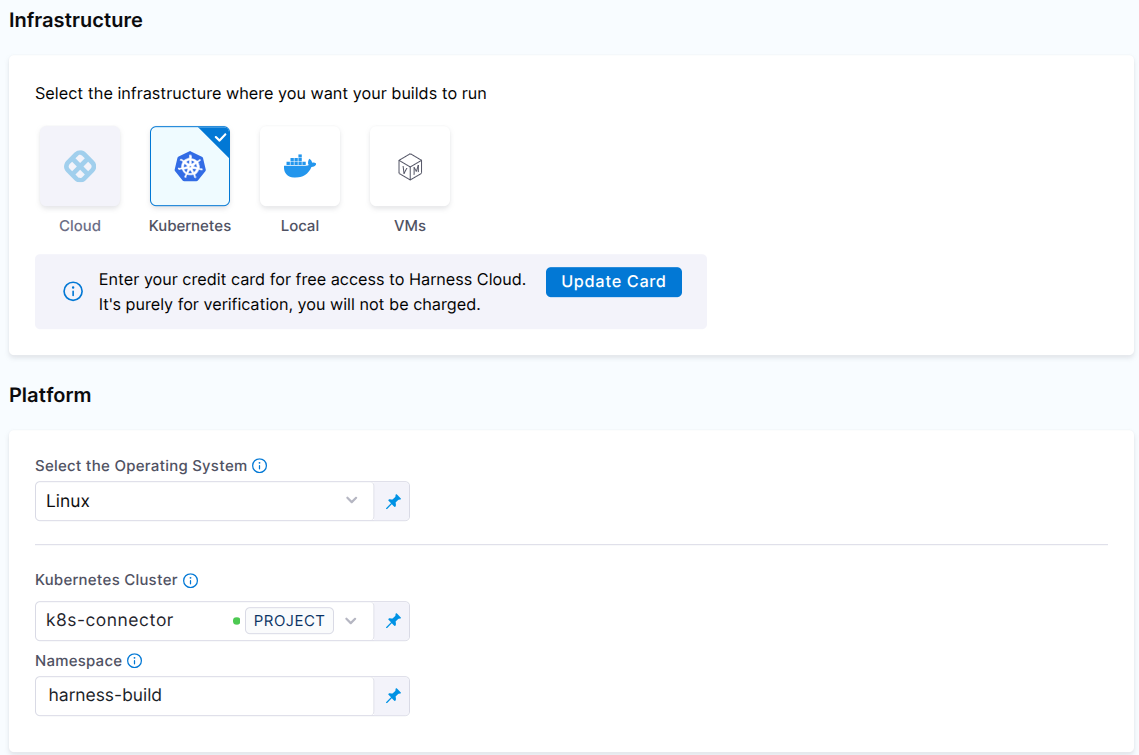 Infrastructure
Select the infrastructure where you want your builds to run
VM
Cloud
Kubernetes
Local
VMs
Enter your credit card for free access to Harness Cloud.
It's purely for verification, you will not be charged.
Update Card
Platform
Select the Operating System
Linux
Kubernetes Cluster
k8s-connector
PROJECT
Namespace
harness-build